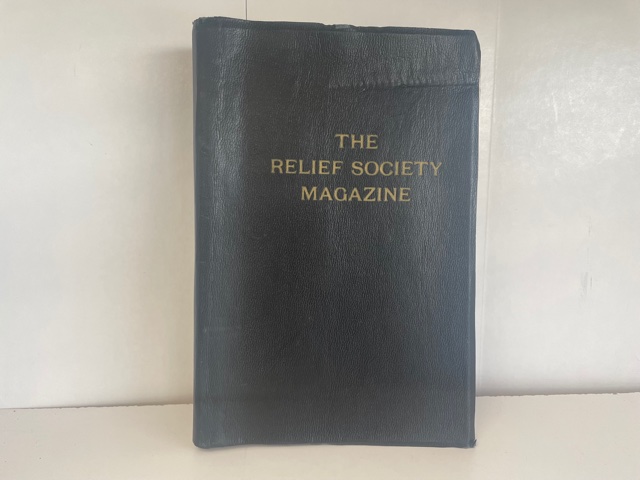 THE
RELIEF SOCIETY
MAGAZINE